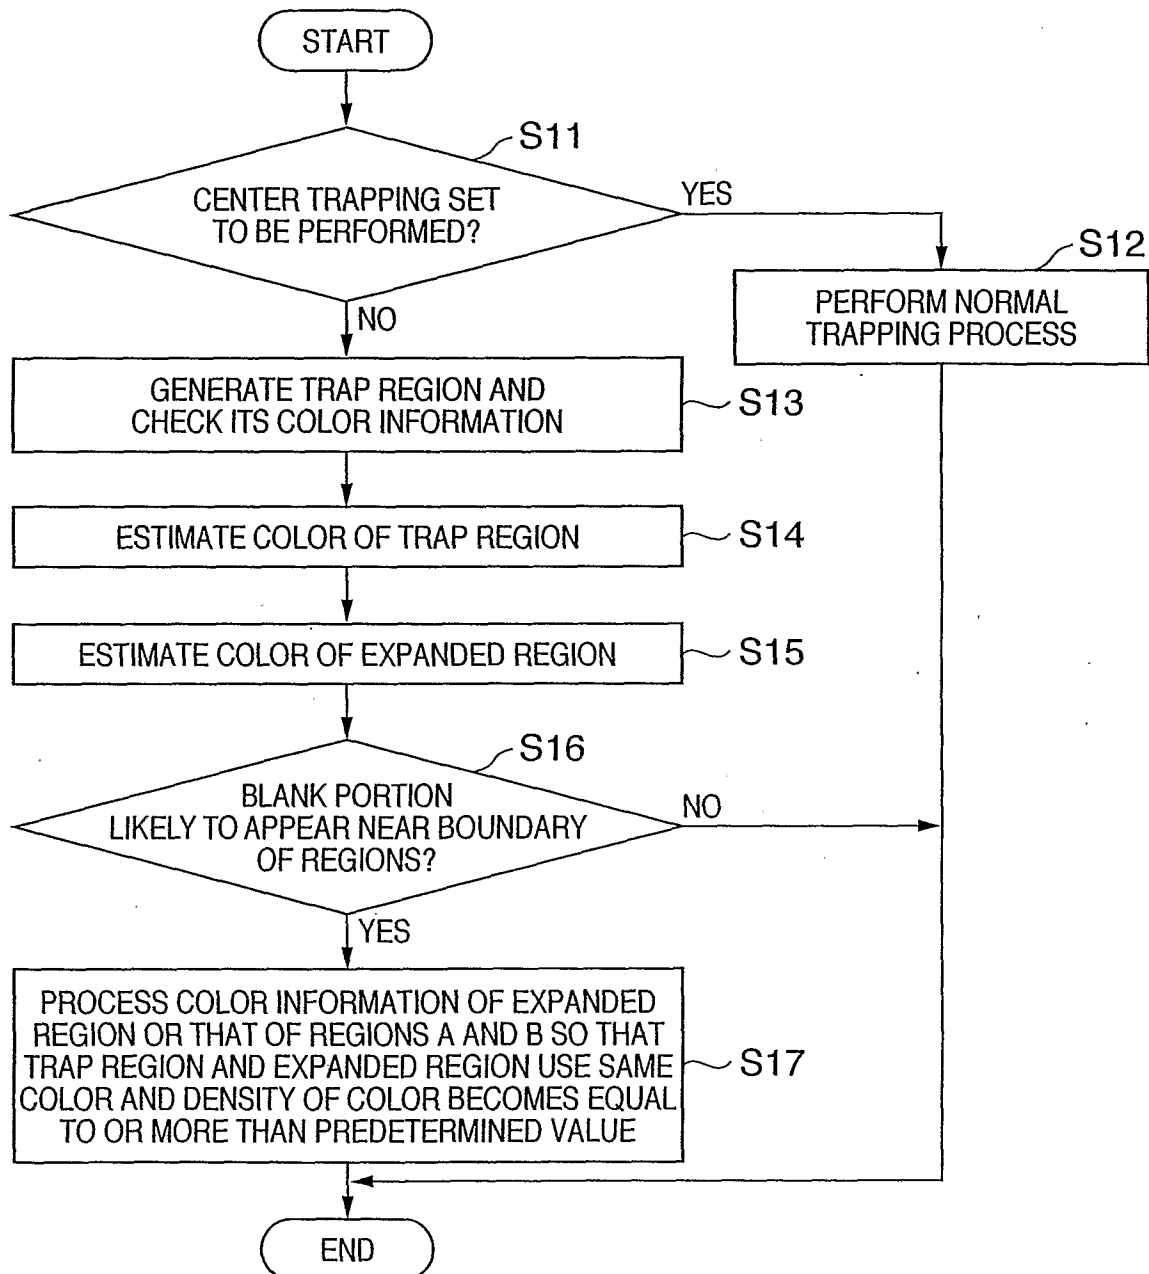 START
S11
CENTER TRAPPING SET
TO BE PERFORMED?
YES
S12
PERFORM NORMAL
TRAPPING PROCESS
NO
GENERATE TRAP REGION AND
CHECK ITS COLOR INFORMATION
S13
ESTIMATE COLOR OF TRAP REGION
S14
ESTIMATE COLOR OF EXPANDED REGION
S15
S16
BLANK PORTION
LIKELY TO APPEAR NEAR BOUNDARY
OF REGIONS?
NO
YES
PROCESS COLOR INFORMATION OF EXPANDED
REGION OR THAT OF REGIONS A AND B SO THAT
TRAP REGION AND EXPANDED REGION USE SAME
COLOR AND DENSITY OF COLOR BECOMES EQUAL
TO OR MORE THAN PREDETERMINED VALUE
S17
END